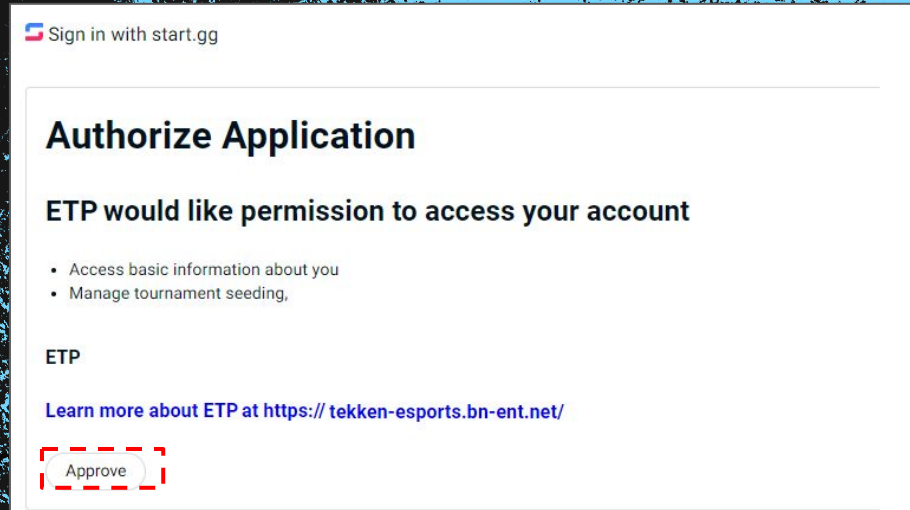 Sign in with start.gg
Authorize Application
ETP would like permission to access your account
Access basic information about you
Manage tournament seeding,
ETP
Learn more about ETP at https:// tekken-esports.bn-ent.net/
Approve